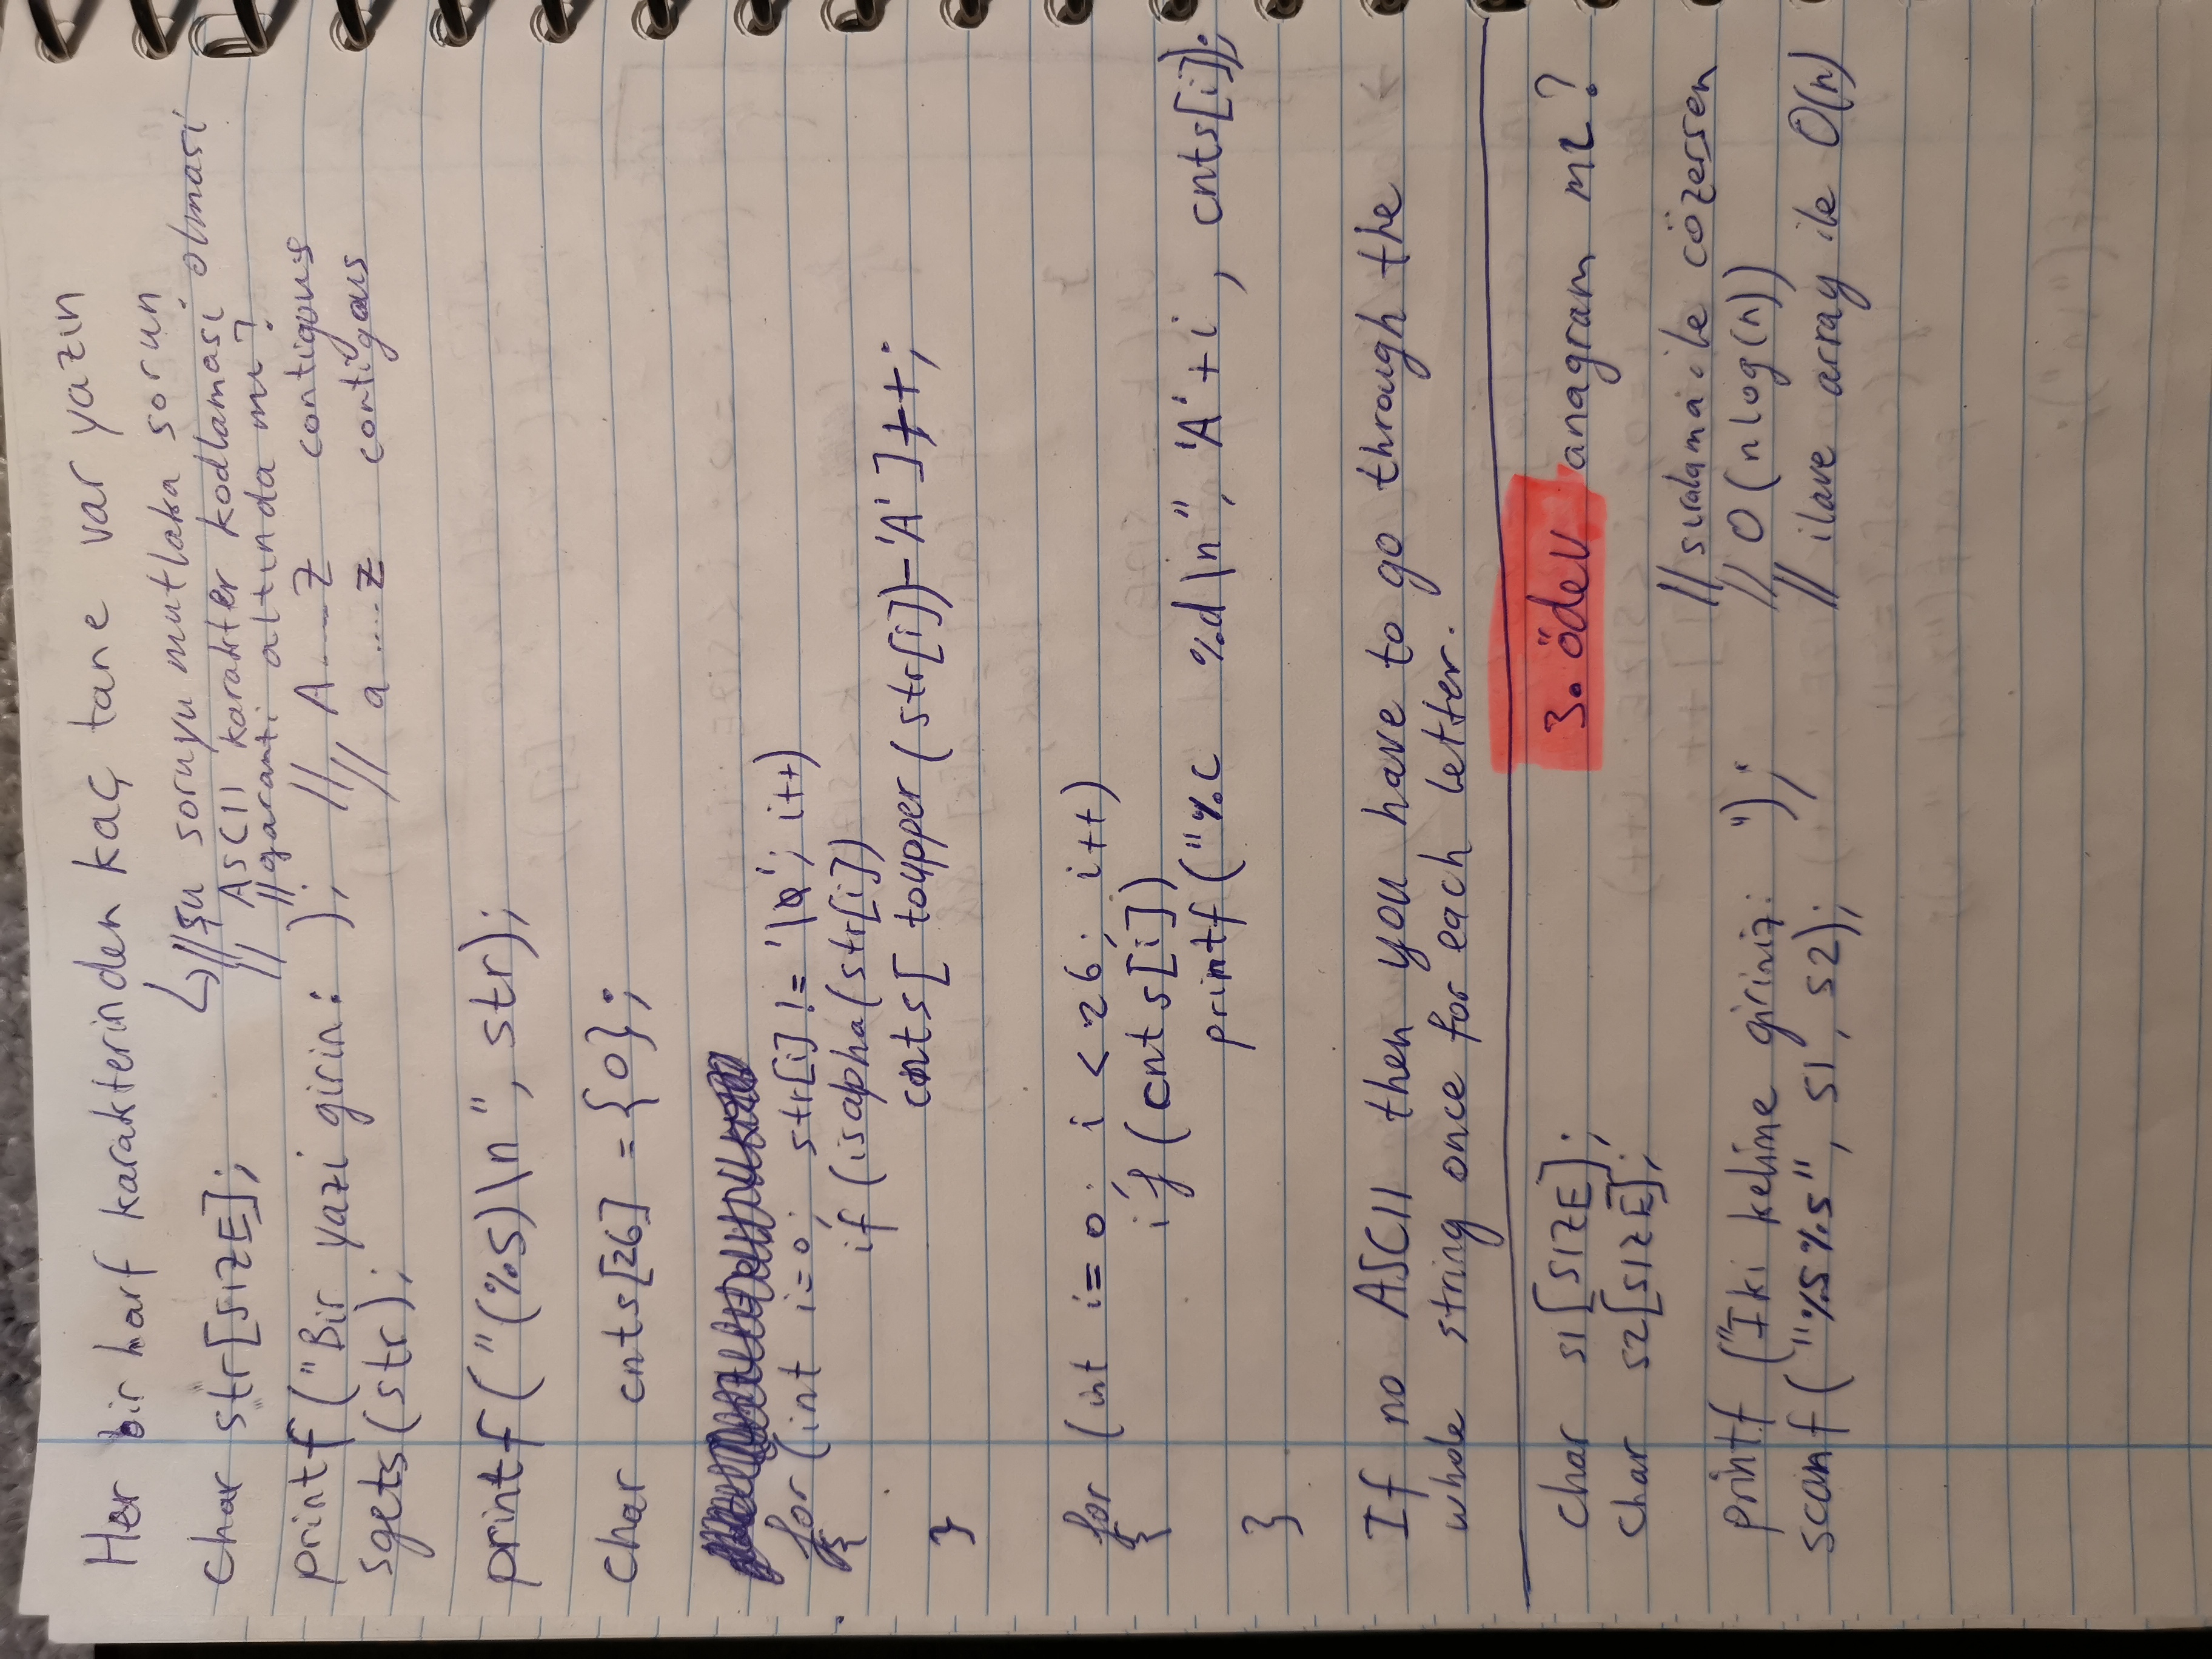 Her bir harf karakterinden kaç tane var yazın
↳//şu soruyu mutlaka sorun
char str[SIZE];
// ASCII karakter kodlamasi olmasi
// //garanti altında mı?
printf("Bir yazi girin: ); // A.....Z contigous
sgets(str); // a.....z contigous
printf("(%s)\n", str);
char cnts[26] = {0};
for (int i=0; str[i] != '\0'; i++)
{ if (isalpha(str[i])
cnts[ toupper (str[i])-'A' ]++;
}
for (int i=0; i < 26; i++)
{ if (cnts[i])
printf("%c %d\n", 'A'+i , cnts[i]);
}
If no ASCII then you have to go through the
whole string once for each letter.
char s1[SIZE]; 3. ödev anagram mı?
char s2[SIZE];
//sıralama ile cözersen
printf ("Iki kelime giriniz: "); // O(nlog(n))
scanf("%s%s", s1, s2); // ilave array ile O(n)